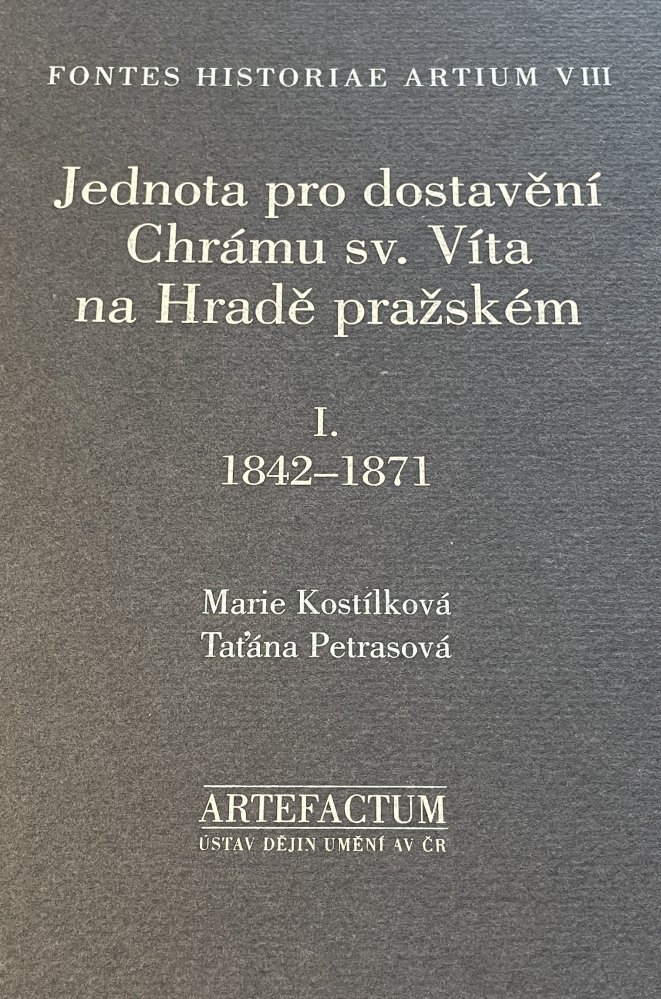 FONTES HISTORIAE ARTIUM VIII
Jednota pro dostavění
Chrámu sv. Víta
na Hradě pražském
I.
1842–1871
Marie Kostílková
Taťána Petrasová
ARTEFACTUM
ÚSTAV DĚJIN UMĚNÍ AV ČR